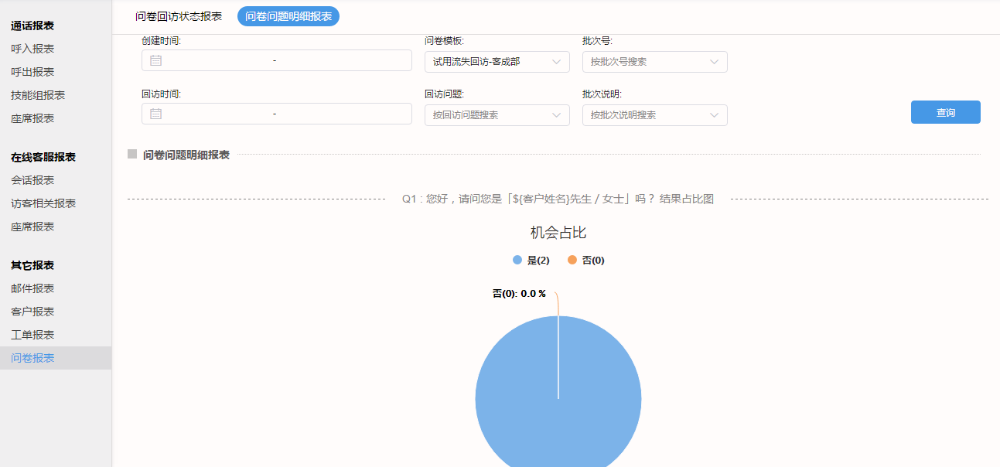 通话报表
呼入报表
呼出报表
技能组报表
座席报表
在线客服报表
会话报表
访客相关报表
座席报表
其它报表
邮件报表
客户报表
工单报表
问卷报表
问卷回访状态报表 问卷问题明细报表
创建时间: 问卷模板: 批次号:
- 试用流失回访-客成部 按批次号搜索
回访时间: 回访问题: 批次说明:
- 按回访问题搜索 按批次说明搜索 查询
问卷问题明细报表
Q1 : 您好，请问您是「${客户姓名}先生 / 女士」吗？ 结果占比图
机会占比
是(2) 否(0)
否(0): 0.0 %